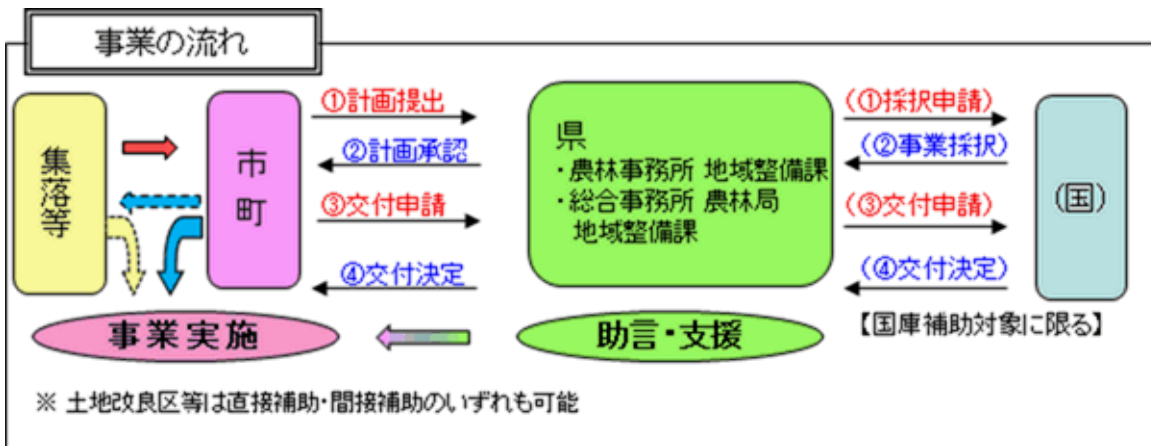 事業の流れ
集落等
市町
①計画提出
②計画承認
③交付申請
④交付決定
県
・農林事務所 地域整備課
・総合事務所 農林局
地域整備課
(①採択申請)
(②事業採択)
(③交付申請)
(④交付決定)
(国)
【国庫補助対象に限る】
事業実施
助言・支援
※ 土地改良区等は直接補助・間接補助のいずれも可能